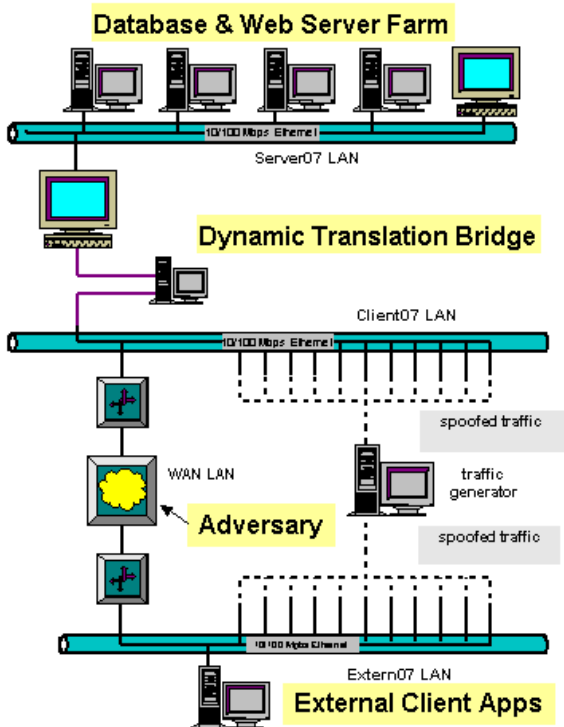 Database & Web Server Farm
10/100 Mbps Ethernet
Server07 LAN
Dynamic Translation Bridge
Client07 LAN
10/100 Mbps Ethernet
spoofed traffic
WAN LAN
traffic
generator
Adversary
spoofed traffic
10/100 Mbps Ethernet
Extern07 LAN
External Client Apps